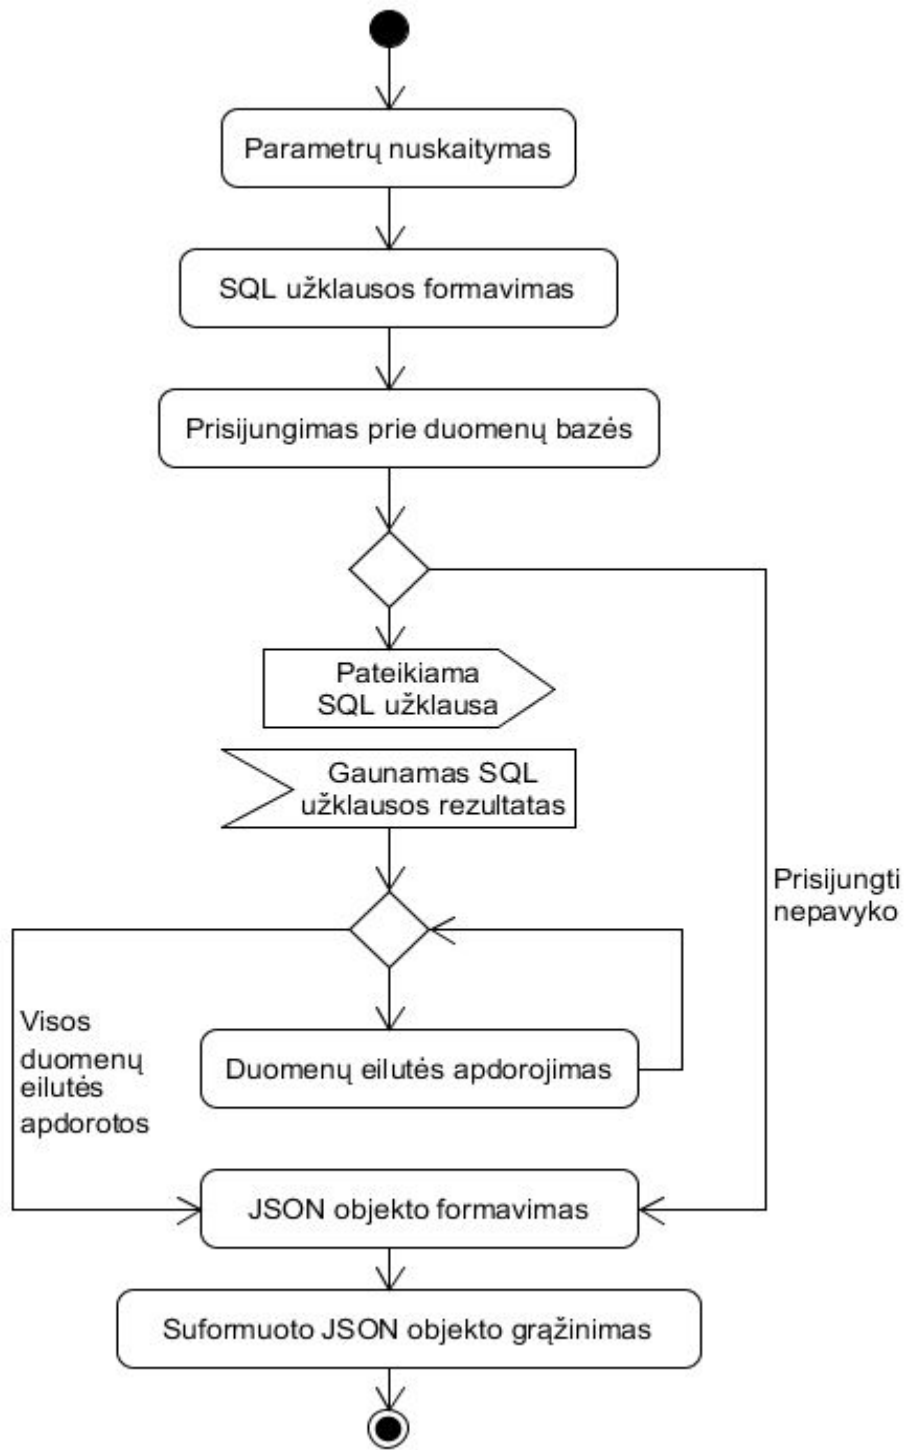 Parametrų nuskaitymas
SQL užklausos formavimas
Prisijungimas prie duomenų bazės
Pateikiama
SQL užklausa
Gaunamas SQL
užklausos rezultatas
Prisijungti
nepavyko
Visos
duomenų
eilutės
apdorotos
Duomenų eilutės apdorojimas
JSON objekto formavimas
Suformuoto JSON objekto grąžinimas